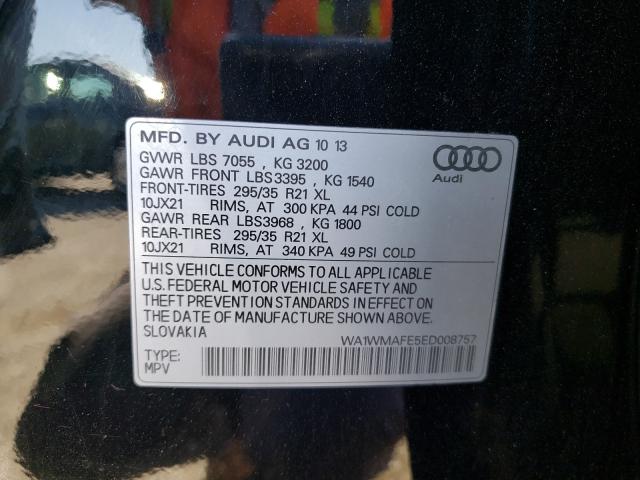 MFD. BY AUDI AG 10 13
GVWR LBS 7055 , KG 3200
GAWR FRONT LBS3395 , KG 1540
FRONT-TIRES 295/35 R21 XL
10JX21 RIMS, AT 300 KPA 44 PSI COLD
GAWR REAR LBS3968 , KG 1800
REAR-TIRES 295/35 R21 XL
10JX21 RIMS, AT 340 KPA 49 PSI COLD
Audi
THIS VEHICLE CONFORMS TO ALL APPLICABLE
U.S. FEDERAL MOTOR VEHICLE SAFETY AND
THEFT PREVENTION STANDARDS IN EFFECT ON
THE DATE OF MANUFACTURE SHOWN ABOVE.
SLOVAKIA
WA1WMAFE5ED008757
TYPE:
MPV